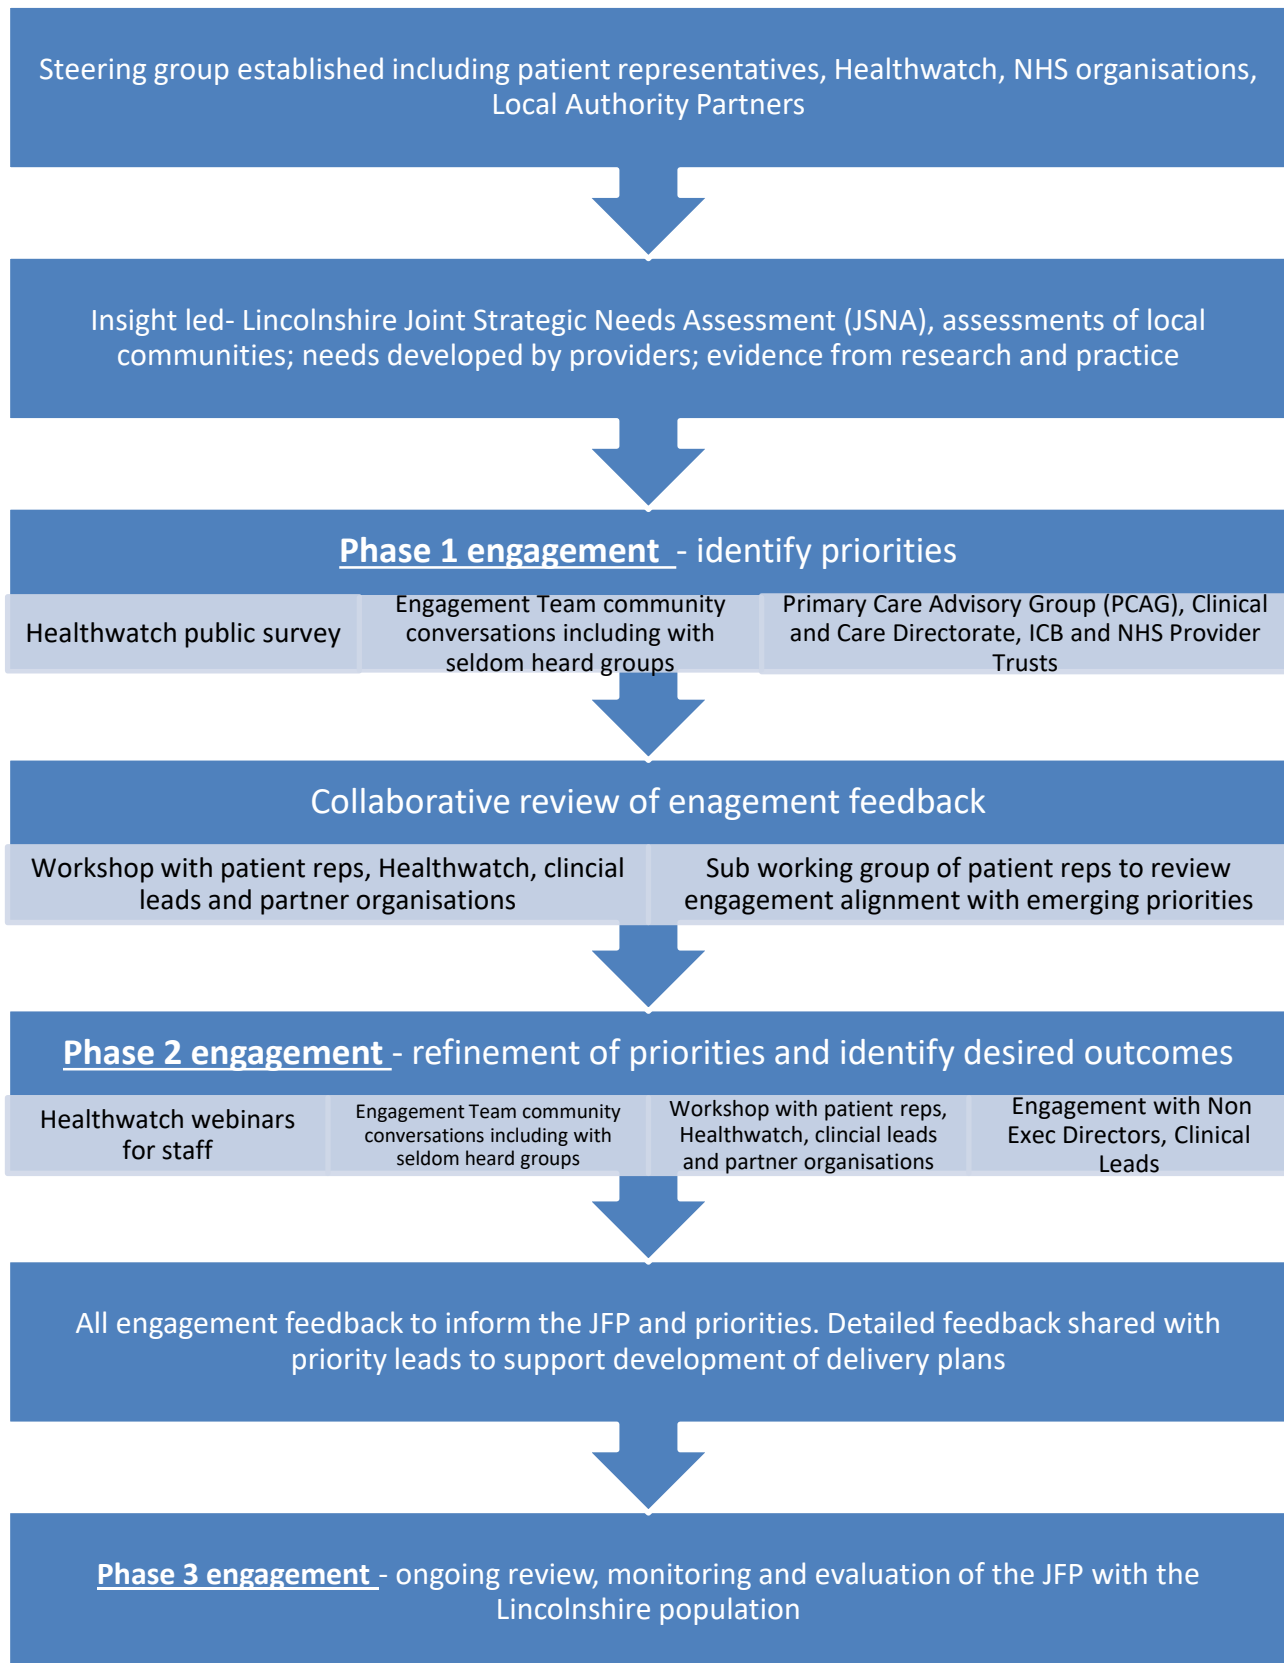 Steering group established including patient representatives, Healthwatch, NHS organisations,
Local Authority Partners
Insight led- Lincolnshire Joint Strategic Needs Assessment (JSNA), assessments of local
communities; needs developed by providers; evidence from research and practice
Phase 1 engagement - identify priorities
Healthwatch public survey
Engagement Team community
conversations including with
seldom heard groups
Primary Care Advisory Group (PCAG), Clinical
and Care Directorate, ICB and NHS Provider
Trusts
Collaborative review of enagement feedback
Workshop with patient reps, Healthwatch, clincial
leads and partner organisations
Sub working group of patient reps to review
engagement alignment with emerging priorities
Phase 2 engagement - refinement of priorities and identify desired outcomes
Healthwatch webinars
for staff
Engagement Team community
conversations including with
seldom heard groups
Workshop with patient reps,
Healthwatch, clincial leads
and partner organisations
Engagement with Non
Exec Directors, Clinical
Leads
All engagement feedback to inform the JFP and priorities. Detailed feedback shared with
priority leads to support development of delivery plans
Phase 3 engagement - ongoing review, monitoring and evaluation of the JFP with the
Lincolnshire population